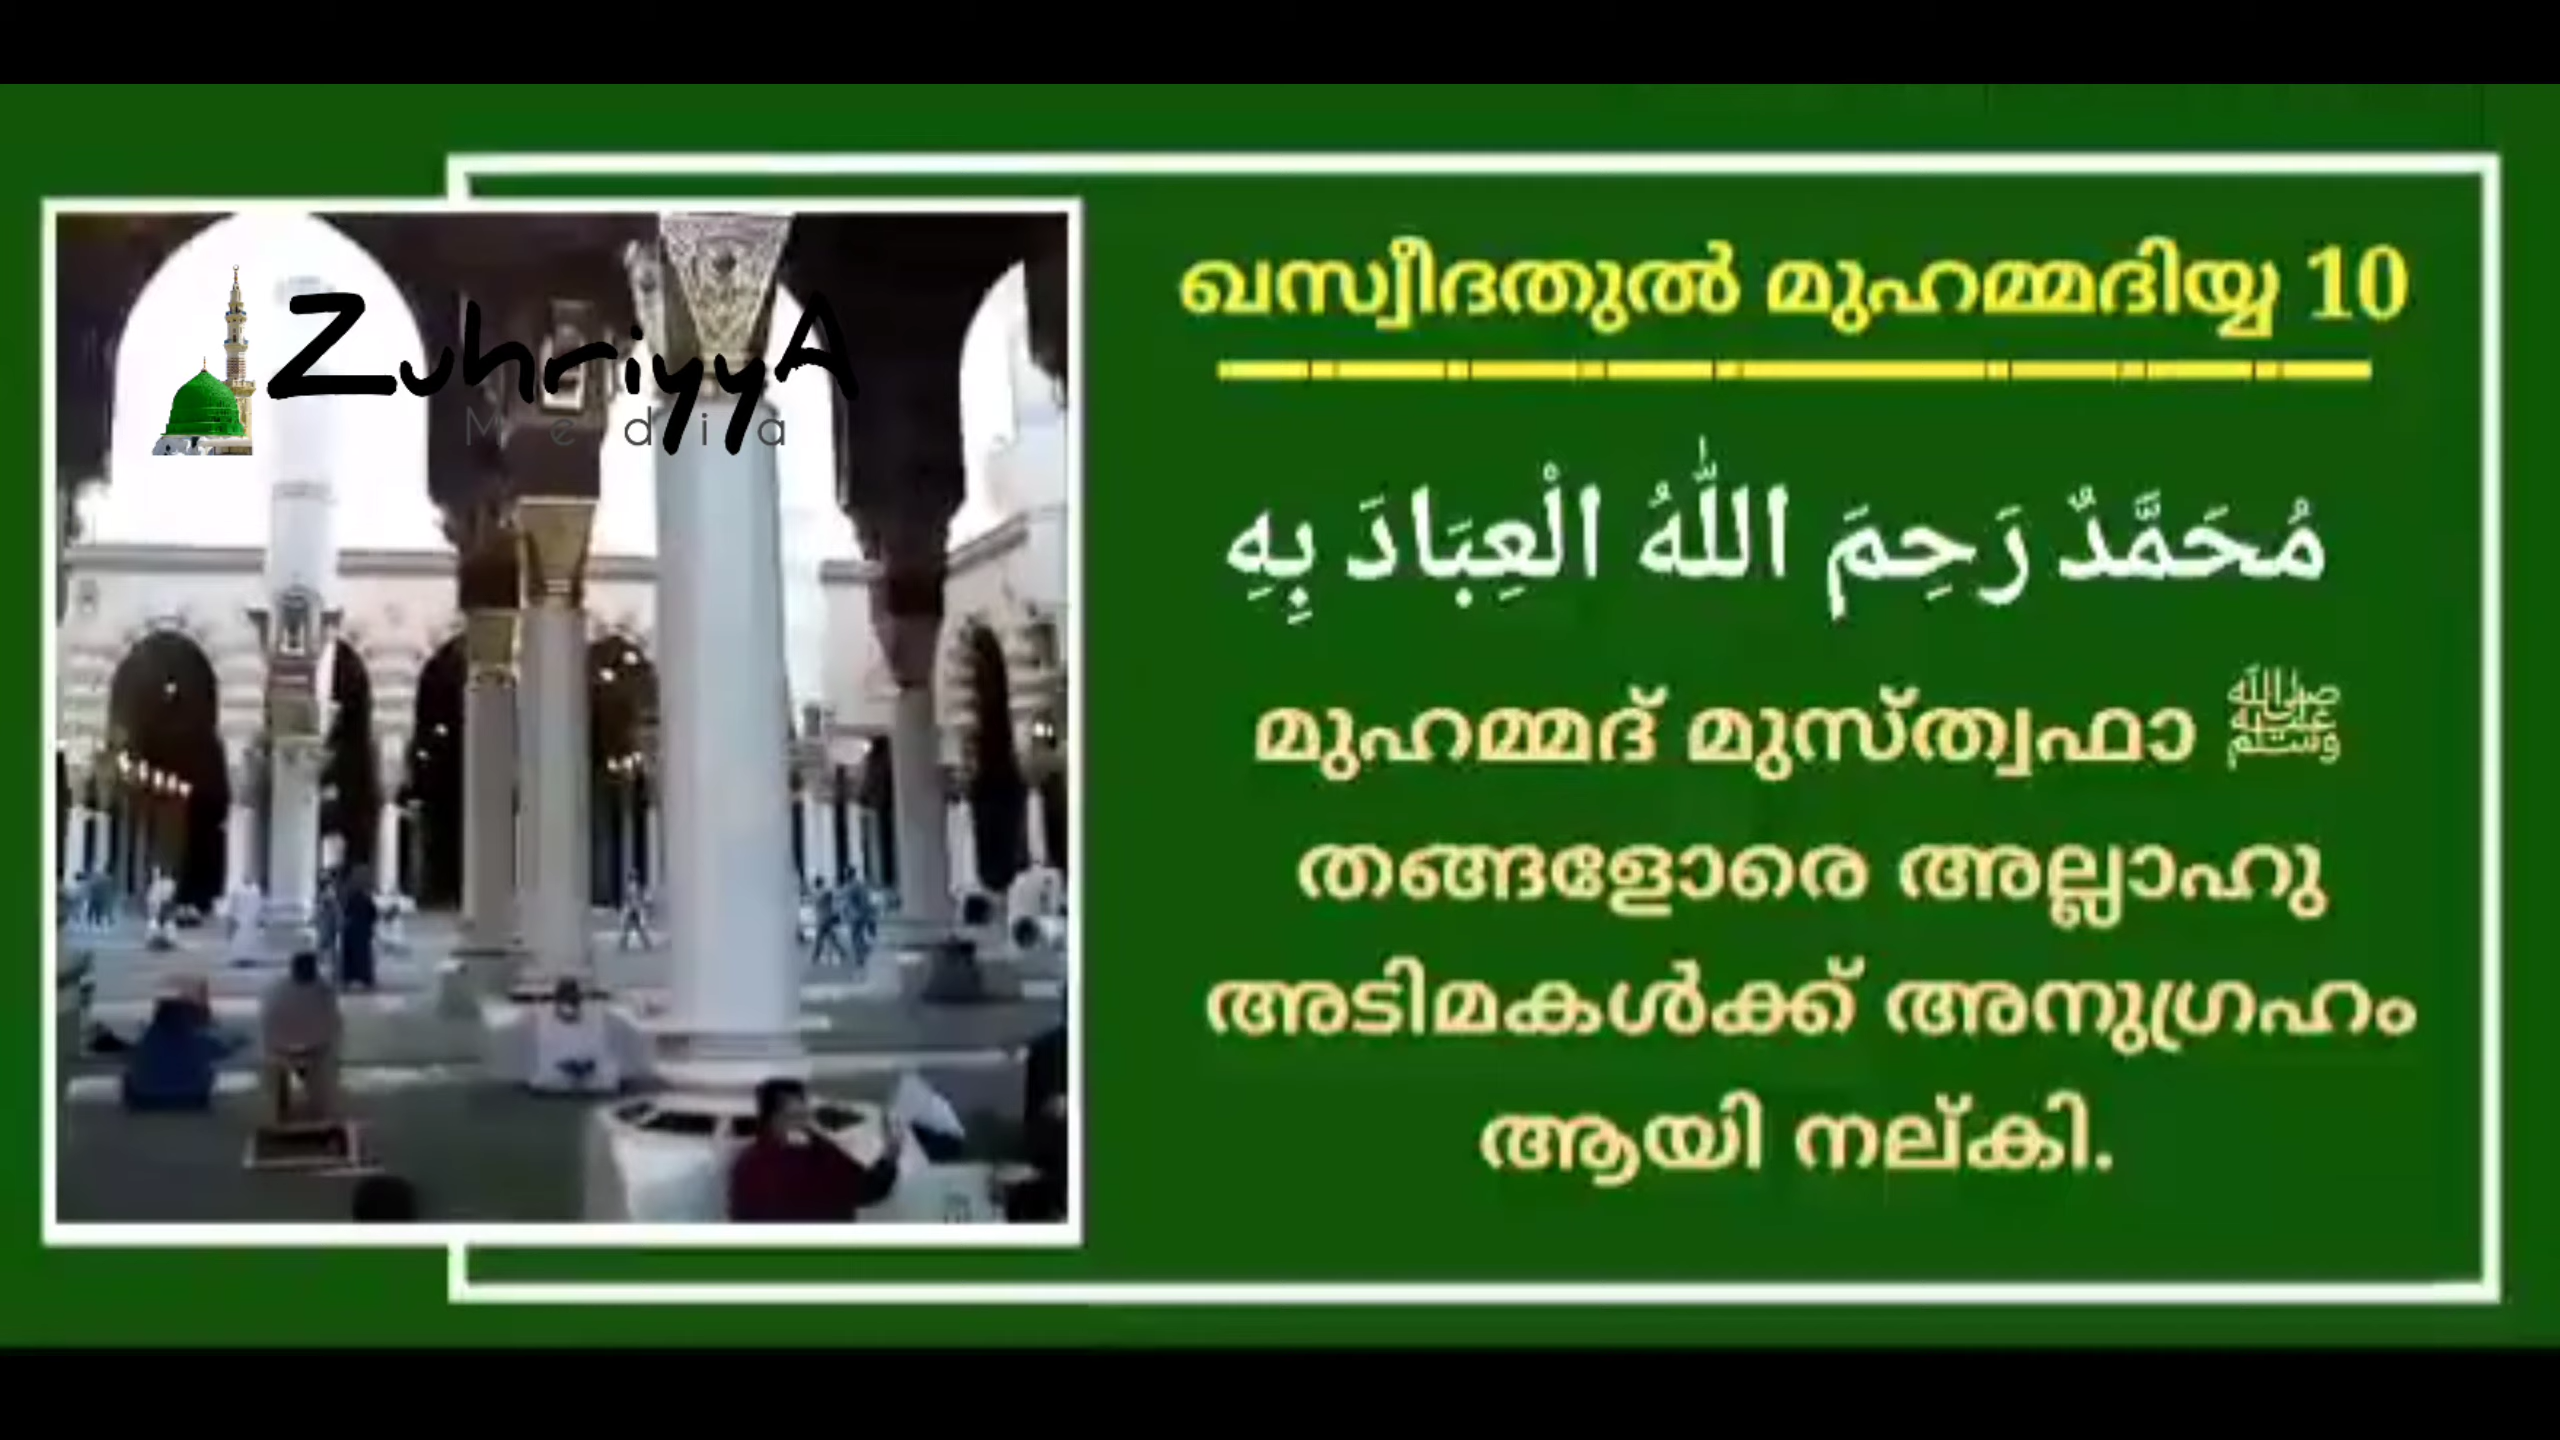 ZuhriyyA
Media
ഖസ്വീദതുൽ മുഹമ്മദിയ്യ 10
مُحَمَّدٌ رَحِمَ اللّٰهُ الْعِبَادَ بِهِ
മുഹമ്മദ് മുസ്ത്വഫാ ﷺ
തങ്ങളോരെ അല്ലാഹു
അടിമകൾക്ക് അനുഗ്രഹം
ആയി നല്കി.